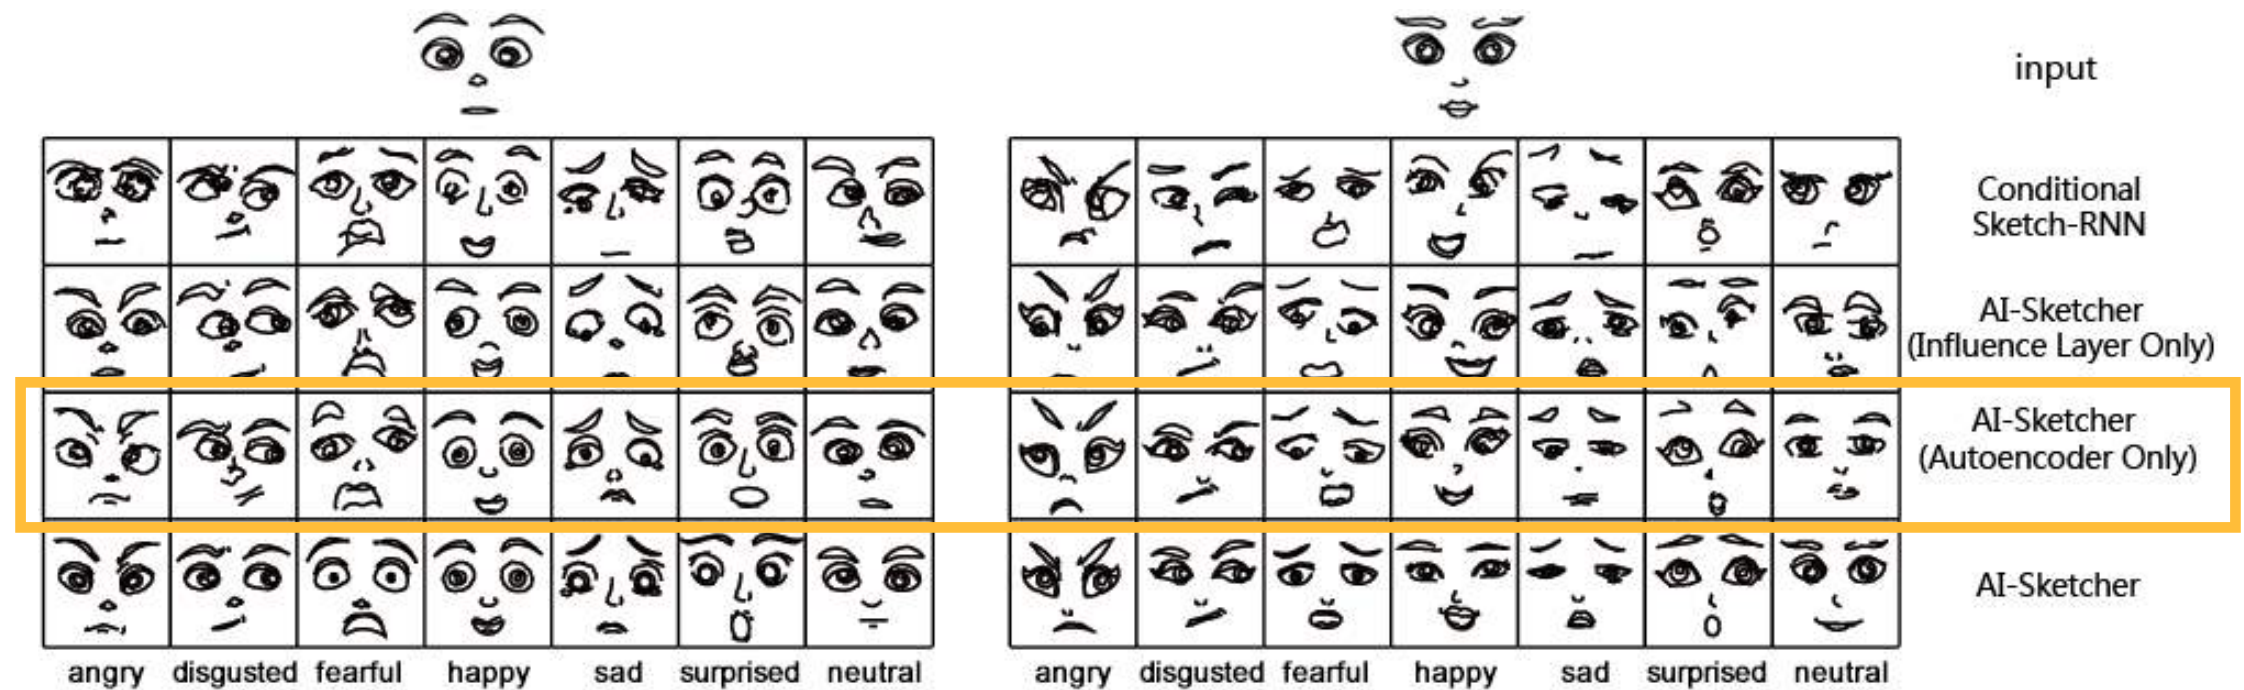 input
Conditional
Sketch-RNN
AI-Sketcher
(Influence Layer Only)
AI-Sketcher
(Autoencoder Only)
AI-Sketcher
angry disgusted fearful happy sad surprised neutral
angry disgusted fearful happy sad surprised neutral